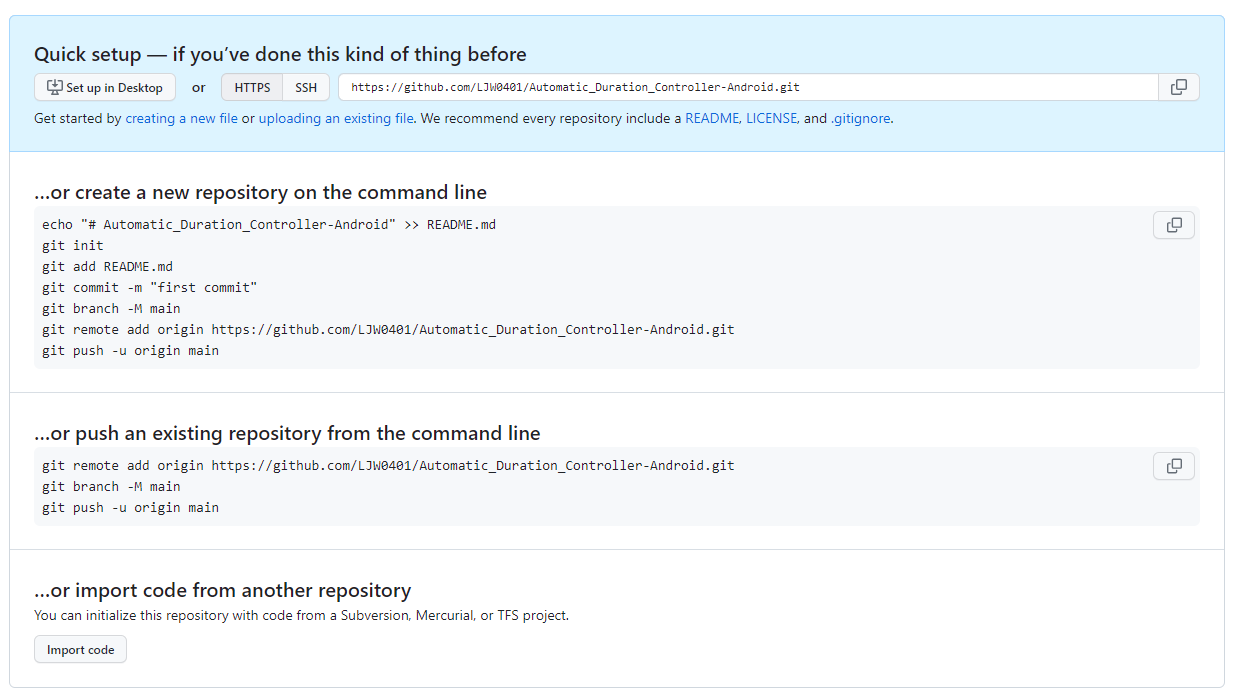 Quick setup — if you’ve done this kind of thing before
Set up in Desktop or HTTPS SSH https://github.com/LJW0401/Automatic_Duration_Controller-Android.git
Get started by creating a new file or uploading an existing file. We recommend every repository include a README, LICENSE, and .gitignore.
…or create a new repository on the command line
echo "# Automatic_Duration_Controller-Android" >> README.md
git init
git add README.md
git commit -m "first commit"
git branch -M main
git remote add origin https://github.com/LJW0401/Automatic_Duration_Controller-Android.git
git push -u origin main
…or push an existing repository from the command line
git remote add origin https://github.com/LJW0401/Automatic_Duration_Controller-Android.git
git branch -M main
git push -u origin main
…or import code from another repository
You can initialize this repository with code from a Subversion, Mercurial, or TFS project.
Import code